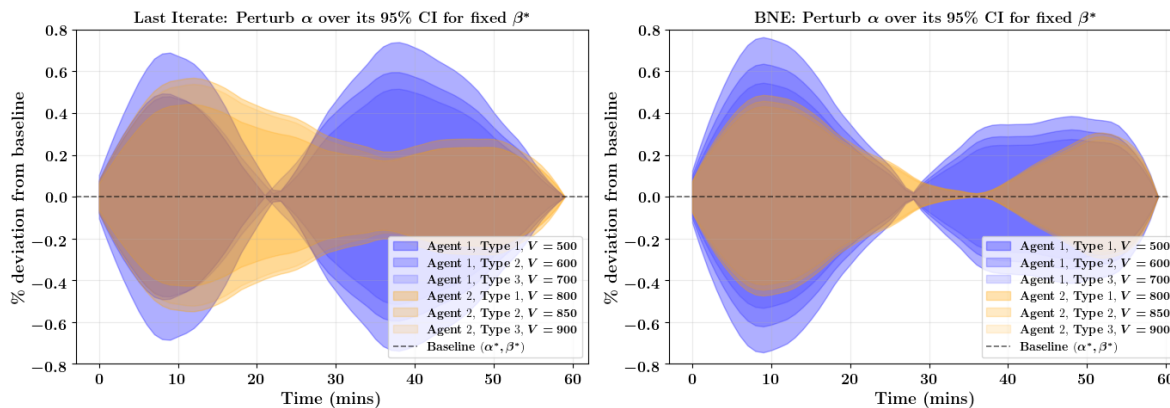 Last Iterate: Perturb α over its 95% CI for fixed β*
% deviation from baseline
0.8
0.6
0.4
0.2
0.0
−0.2
−0.4
−0.6
−0.8
Agent 1, Type 1, V = 500
Agent 1, Type 2, V = 600
Agent 1, Type 3, V = 700
Agent 2, Type 1, V = 800
Agent 2, Type 2, V = 850
Agent 2, Type 3, V = 900
Baseline (α*, β*)
0 10 20 30 40 50 60
Time (mins)
BNE: Perturb α over its 95% CI for fixed β*
% deviation from baseline
0.8
0.6
0.4
0.2
0.0
−0.2
−0.4
−0.6
−0.8
Agent 1, Type 1, V = 500
Agent 1, Type 2, V = 600
Agent 1, Type 3, V = 700
Agent 2, Type 1, V = 800
Agent 2, Type 2, V = 850
Agent 2, Type 3, V = 900
Baseline (α*, β*)
0 10 20 30 40 50 60
Time (mins)